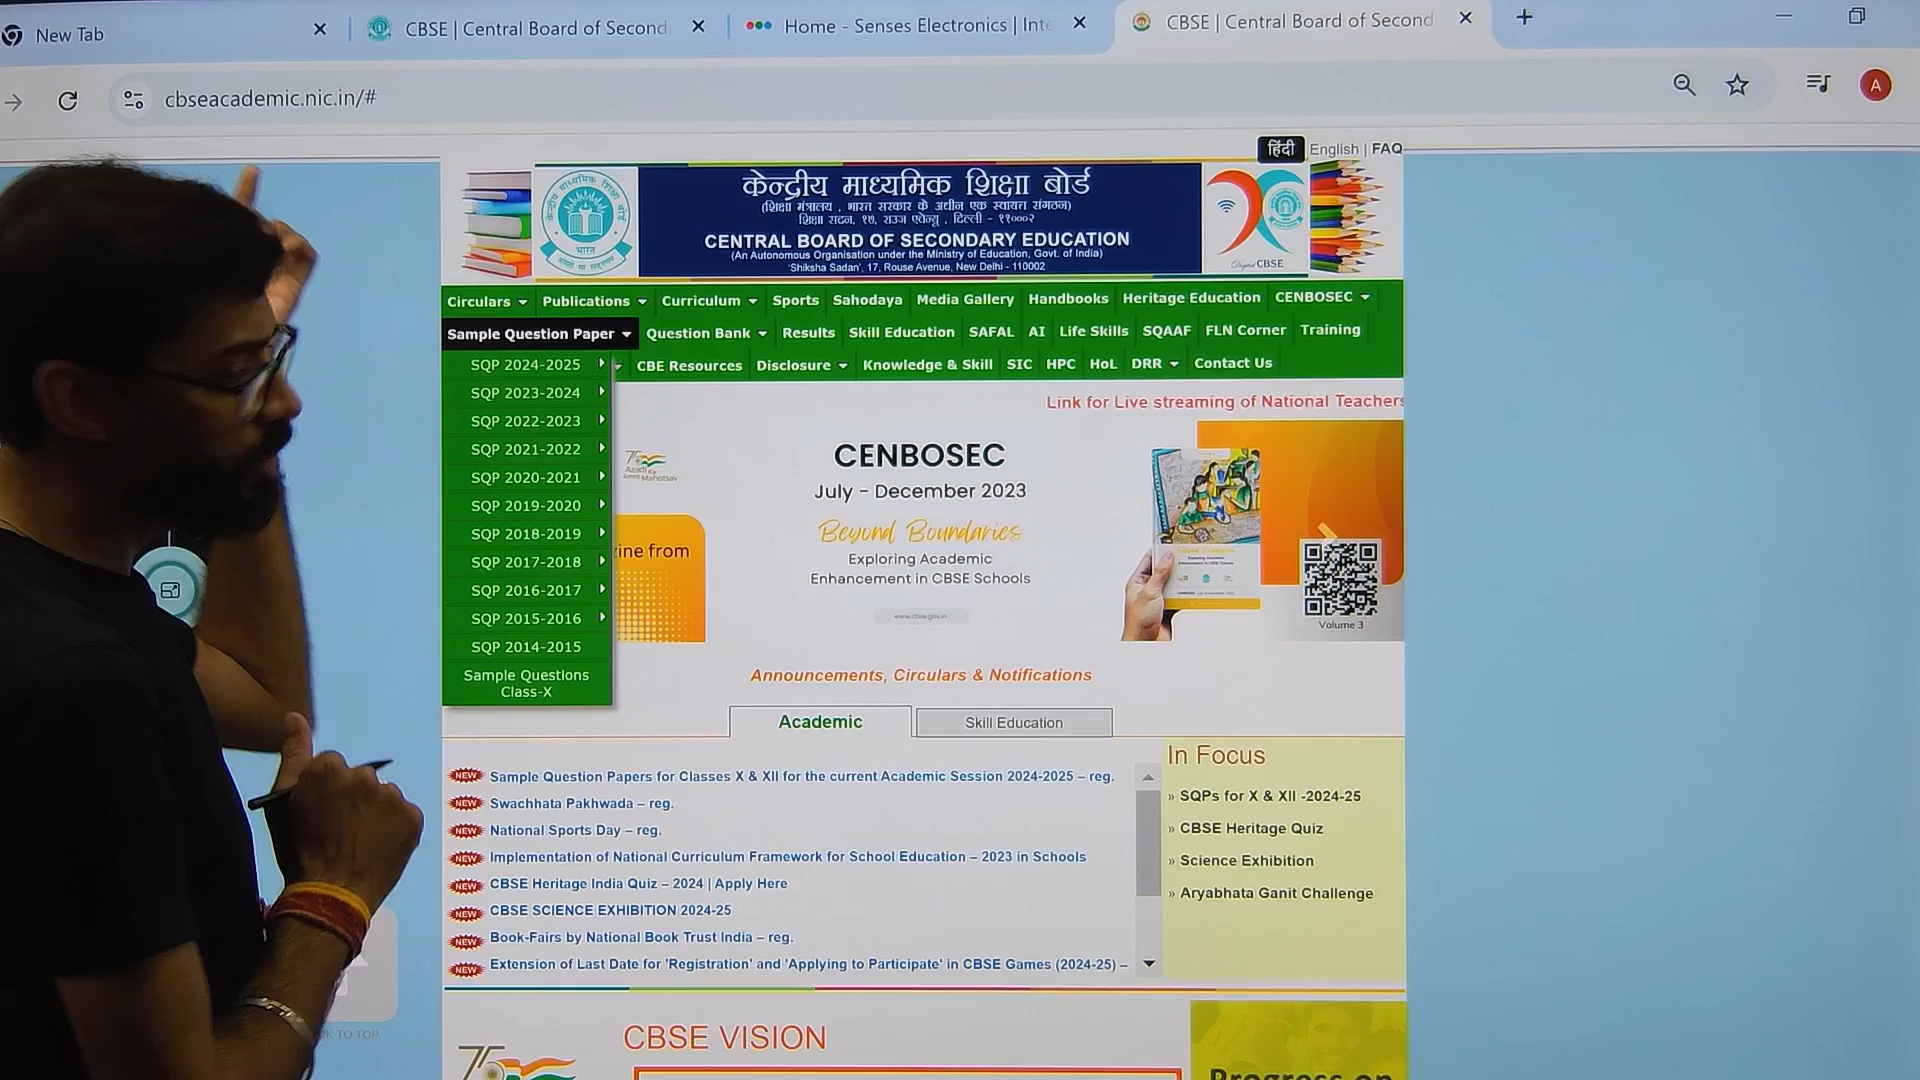 New Tab
CBSE | Central Board of Second
Home - Senses Electronics | Inte
CBSE | Central Board of Second
cbseacademic.nic.in/#
A
हिंदी English | FAQ
केन्द्रीय माध्यमिक शिक्षा बोर्ड
(शिक्षा मंत्रालय , भारत सरकार के अधीन एक स्वायत्त संगठन)
शिक्षा सदन, १७, राउज एवेन्यू , दिल्ली - ११०००२
CENTRAL BOARD OF SECONDARY EDUCATION
(An Autonomous Organisation under the Ministry of Education, Govt. of India)
'Shiksha Sadan', 17, Rouse Avenue, New Delhi - 110002
भारत
Digital CBSE
Circulars Publications Curriculum Sports Sahodaya Media Gallery Handbooks Heritage Education CENBOSEC
Sample Question Paper Question Bank Results Skill Education SAFAL AI Life Skills SQAAF FLN Corner Training
CBE Resources Disclosure Knowledge & Skill SIC HPC HoL DRR Contact Us
SQP 2024-2025
SQP 2023-2024
SQP 2022-2023
SQP 2021-2022
SQP 2020-2021
SQP 2019-2020
SQP 2018-2019
SQP 2017-2018
SQP 2016-2017
SQP 2015-2016
SQP 2014-2015
Sample Questions
Class-X
Link for Live streaming of National Teachers
Azadi Ka
Amrit Mahotsav
zine from
CENBOSEC
July - December 2023
Beyond Boundaries
Exploring Academic
Enhancement in CBSE Schools
www.cbse.gov.in
Volume 3
Announcements, Circulars & Notifications
Academic
Skill Education
NEW Sample Question Papers for Classes X & XII for the current Academic Session 2024-2025 – reg.
NEW Swachhata Pakhwada – reg.
NEW National Sports Day – reg.
NEW Implementation of National Curriculum Framework for School Education – 2023 in Schools
NEW CBSE Heritage India Quiz – 2024 | Apply Here
NEW CBSE SCIENCE EXHIBITION 2024-25
NEW Book-Fairs by National Book Trust India – reg.
NEW Extension of Last Date for 'Registration' and 'Applying to Participate' in CBSE Games (2024-25) –
In Focus
» SQPs for X & XII -2024-25
» CBSE Heritage Quiz
» Science Exhibition
» Aryabhata Ganit Challenge
K TO TOP
CBSE VISION
Progress on